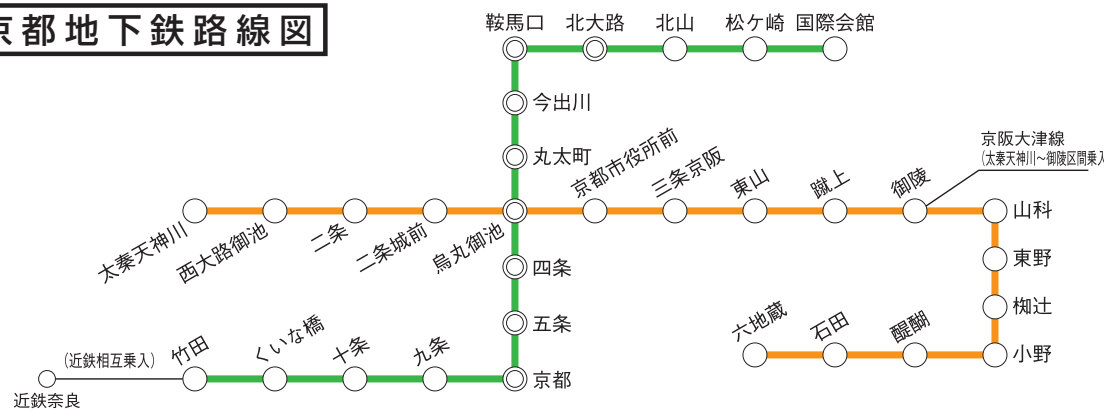 京都地下鉄路線図
鞍馬口
北大路
北山
松ケ崎
国際会館
今出川
丸太町
京都市役所前
三条京阪
東山
蹴上
御陵
京阪大津線
(太秦天神川～御陵区間乗入
山科
太秦天神川
西大路御池
二条
二条城前
烏丸御池
四条
東野
椥辻
五条
六地蔵
石田
醍醐
小野
(近鉄相互乗入)
竹田
くいな橋
十条
九条
京都
近鉄奈良